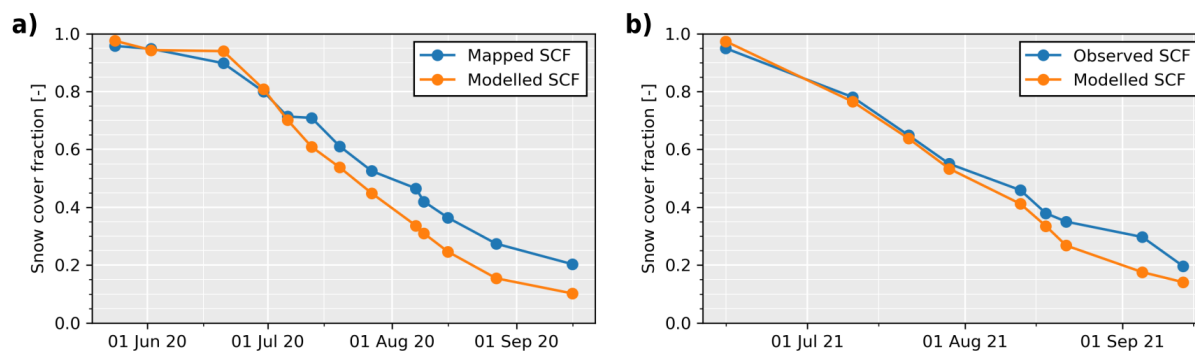 a)
Snow cover fraction [-]
1.0
0.8
0.6
0.4
0.2
0.0
Mapped SCF
Modelled SCF
01 Jun 20
01 Jul 20
01 Aug 20
01 Sep 20
b)
Snow cover fraction [-]
1.0
0.8
0.6
0.4
0.2
0.0
Observed SCF
Modelled SCF
01 Jul 21
01 Aug 21
01 Sep 21